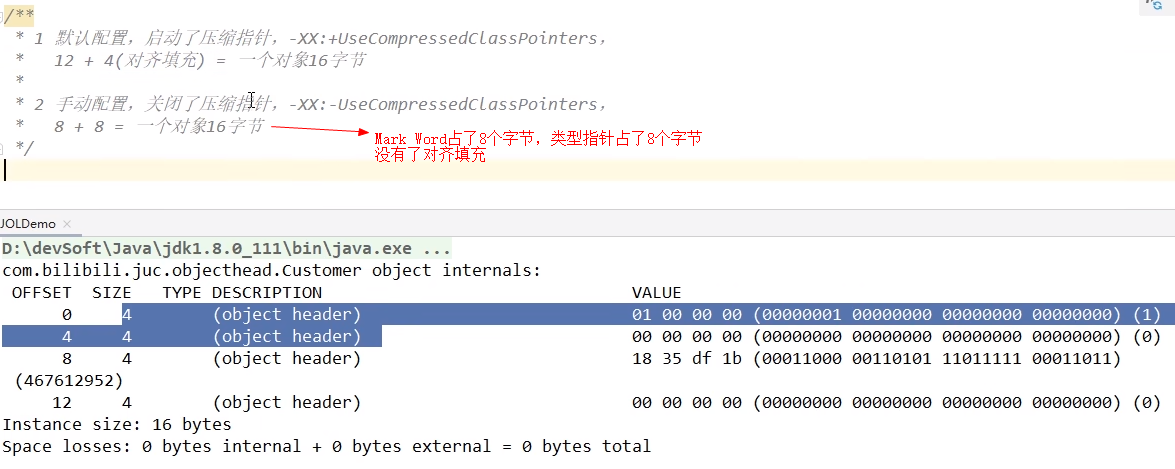 /**
 * 1 默认配置，启动了压缩指针，-XX:+UseCompressedClassPointers，
 *   12 + 4(对齐填充) = 一个对象16字节
 *
 * 2 手动配置，关闭了压缩指针，-XX:-UseCompressedClassPointers，
 *   8 + 8 = 一个对象16字节
Mark Word占了8个字节，类型指针占了8个字节
没有了对齐填充
 */
JOLDemo ×
D:\devSoft\Java\jdk1.8.0_111\bin\java.exe ...
com.bilibili.juc.objecthead.Customer object internals:
OFFSET SIZE TYPE DESCRIPTION VALUE
0 4 (object header) 01 00 00 00 (00000001 00000000 00000000 00000000) (1)
4 4 (object header) 00 00 00 00 (00000000 00000000 00000000 00000000) (0)
8 4 (object header) 18 35 df 1b (00011000 00110101 11011111 00011011)
(467612952)
12 4 (object header) 00 00 00 00 (00000000 00000000 00000000 00000000) (0)
Instance size: 16 bytes
Space losses: 0 bytes internal + 0 bytes external = 0 bytes total